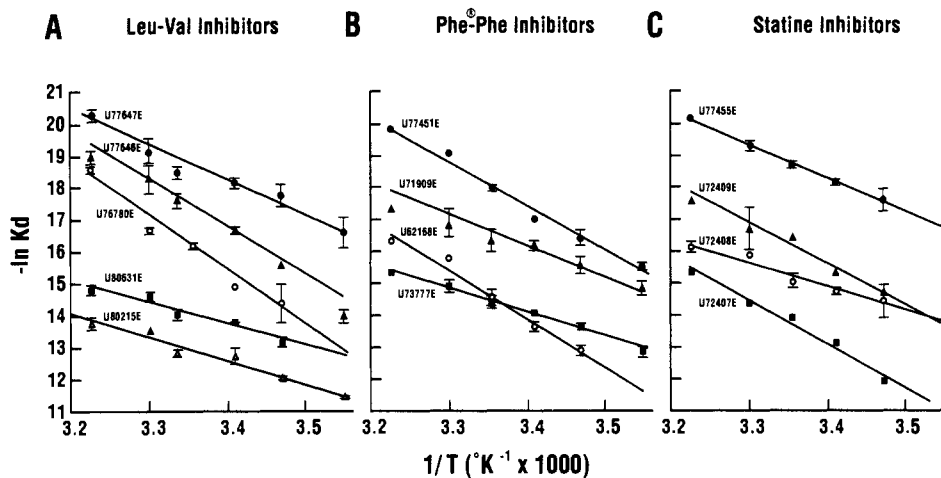 A Leu-Val Inhibitors
B Phe-Phe Inhibitors
®
C Statine Inhibitors
-ln Kd
21
20
19
18
17
16
15
14
13
12
11
U77647E
U77646E
U76780E
U80631E
U80215E
3.2 3.3 3.4 3.5
U77451E
U71909E
U62168E
U73777E
3.2 3.3 3.4 3.5
U77455E
U72409E
U72408E
U72407E
3.2 3.3 3.4 3.5
1/T (°K⁻¹ x 1000)